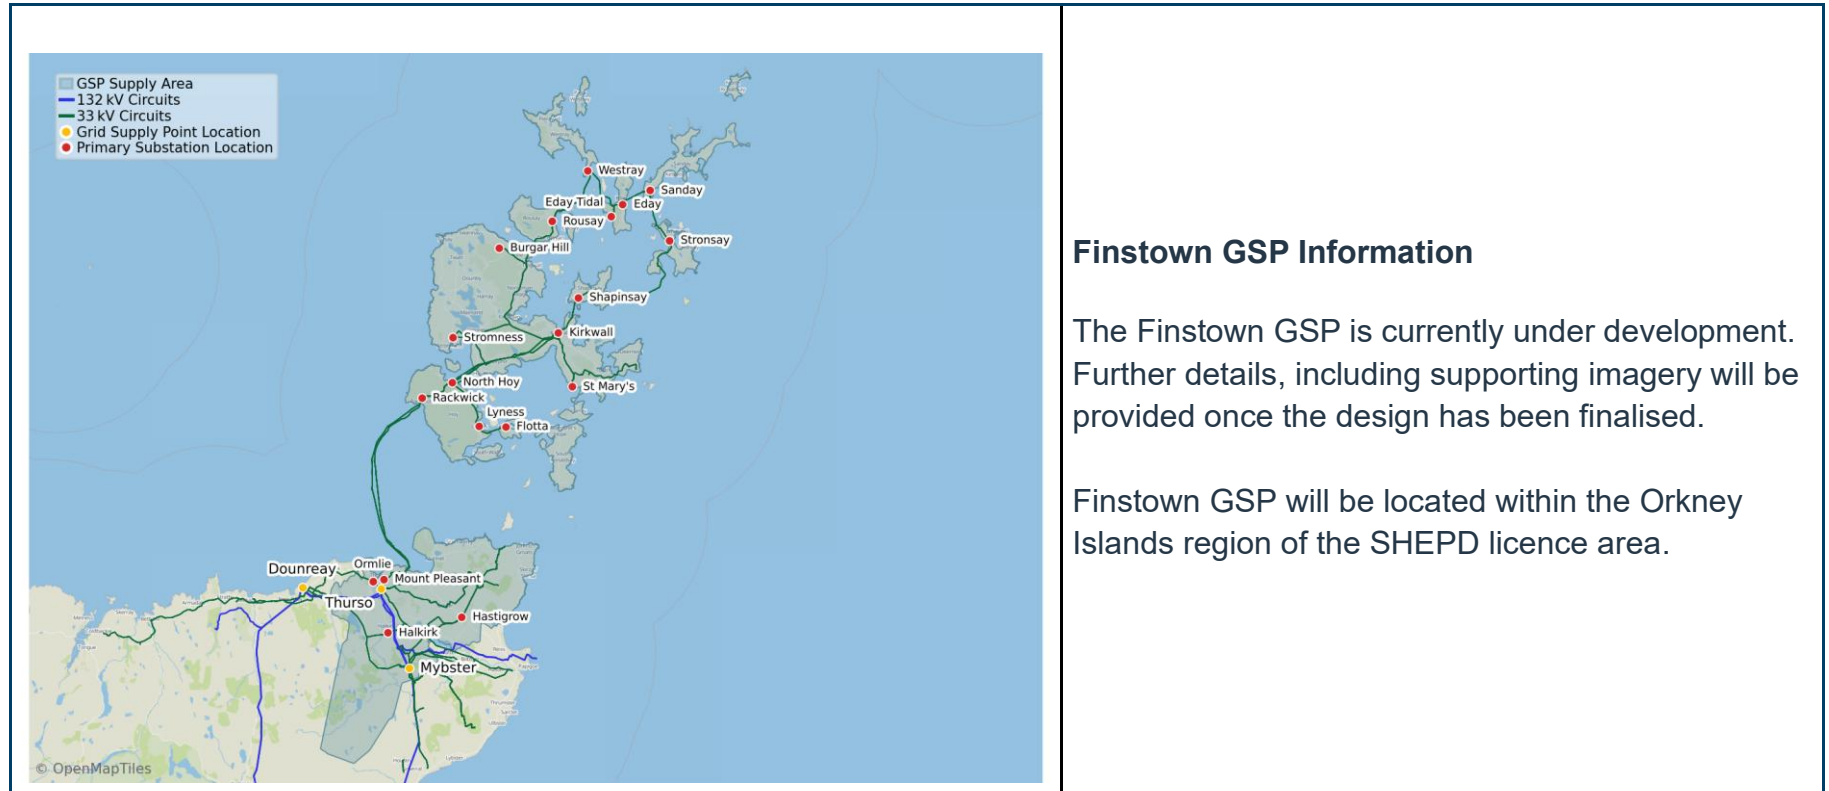 GSP Supply Area
132 kV Circuits
33 kV Circuits
Grid Supply Point Location
Primary Substation Location
Westray
Sanday
Eday Tidal
Eday
Rousay
Stronsay
Burgar Hill
Shapinsay
Kirkwall
Stromness
North Hoy
St Mary's
Rackwick
Lyness
Flotta
Dounreay
Ormlie
Mount Pleasant
Thurso
Hastigrow
Halkirk
Mybster
© OpenMapTiles
Finstown GSP Information
The Finstown GSP is currently under development.
Further details, including supporting imagery will be
provided once the design has been finalised.
Finstown GSP will be located within the Orkney
Islands region of the SHEPD licence area.